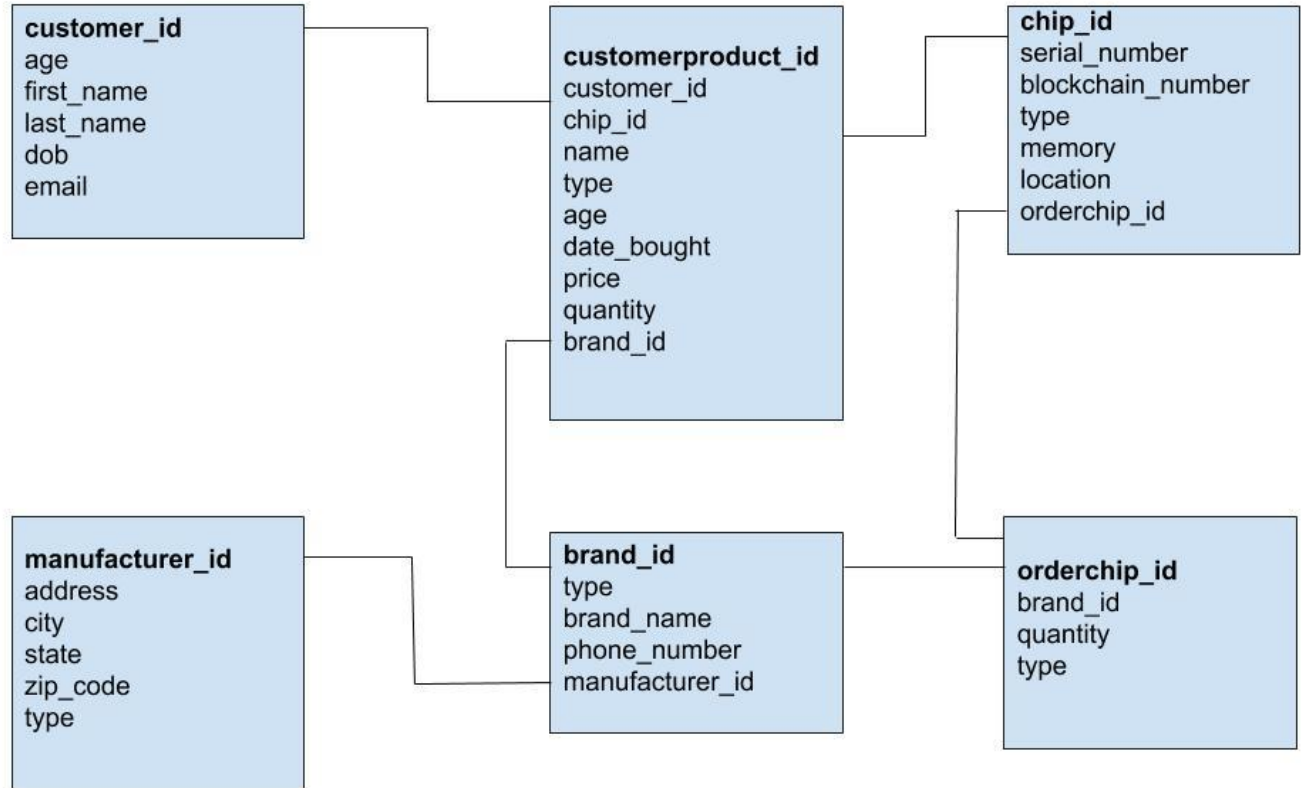 customer_id
age
first_name
last_name
dob
email
customerproduct_id
customer_id
chip_id
name
type
age
date_bought
price
quantity
brand_id
chip_id
serial_number
blockchain_number
type
memory
location
orderchip_id
manufacturer_id
address
city
state
zip_code
type
brand_id
type
brand_name
phone_number
manufacturer_id
orderchip_id
brand_id
quantity
type